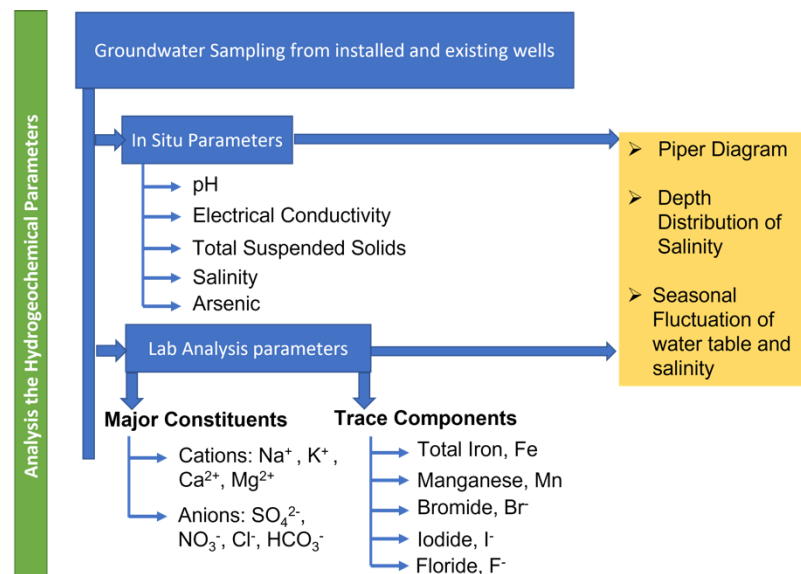 Analysis the Hydrogeochemical Parameters
Groundwater Sampling from installed and existing wells
In Situ Parameters
pH
Electrical Conductivity
Total Suspended Solids
Salinity
Arsenic
Lab Analysis parameters
Major Constituents
Cations: Na⁺ , K⁺ ,
Ca²⁺, Mg²⁺
Anions: SO₄²⁻,
NO₃⁻, Cl⁻, HCO₃⁻
Trace Components
Total Iron, Fe
Manganese, Mn
Bromide, Br⁻
Iodide, I⁻
Floride, F⁻
➢ Piper Diagram
➢ Depth
Distribution of
Salinity
➢ Seasonal
Fluctuation of
water table and
salinity